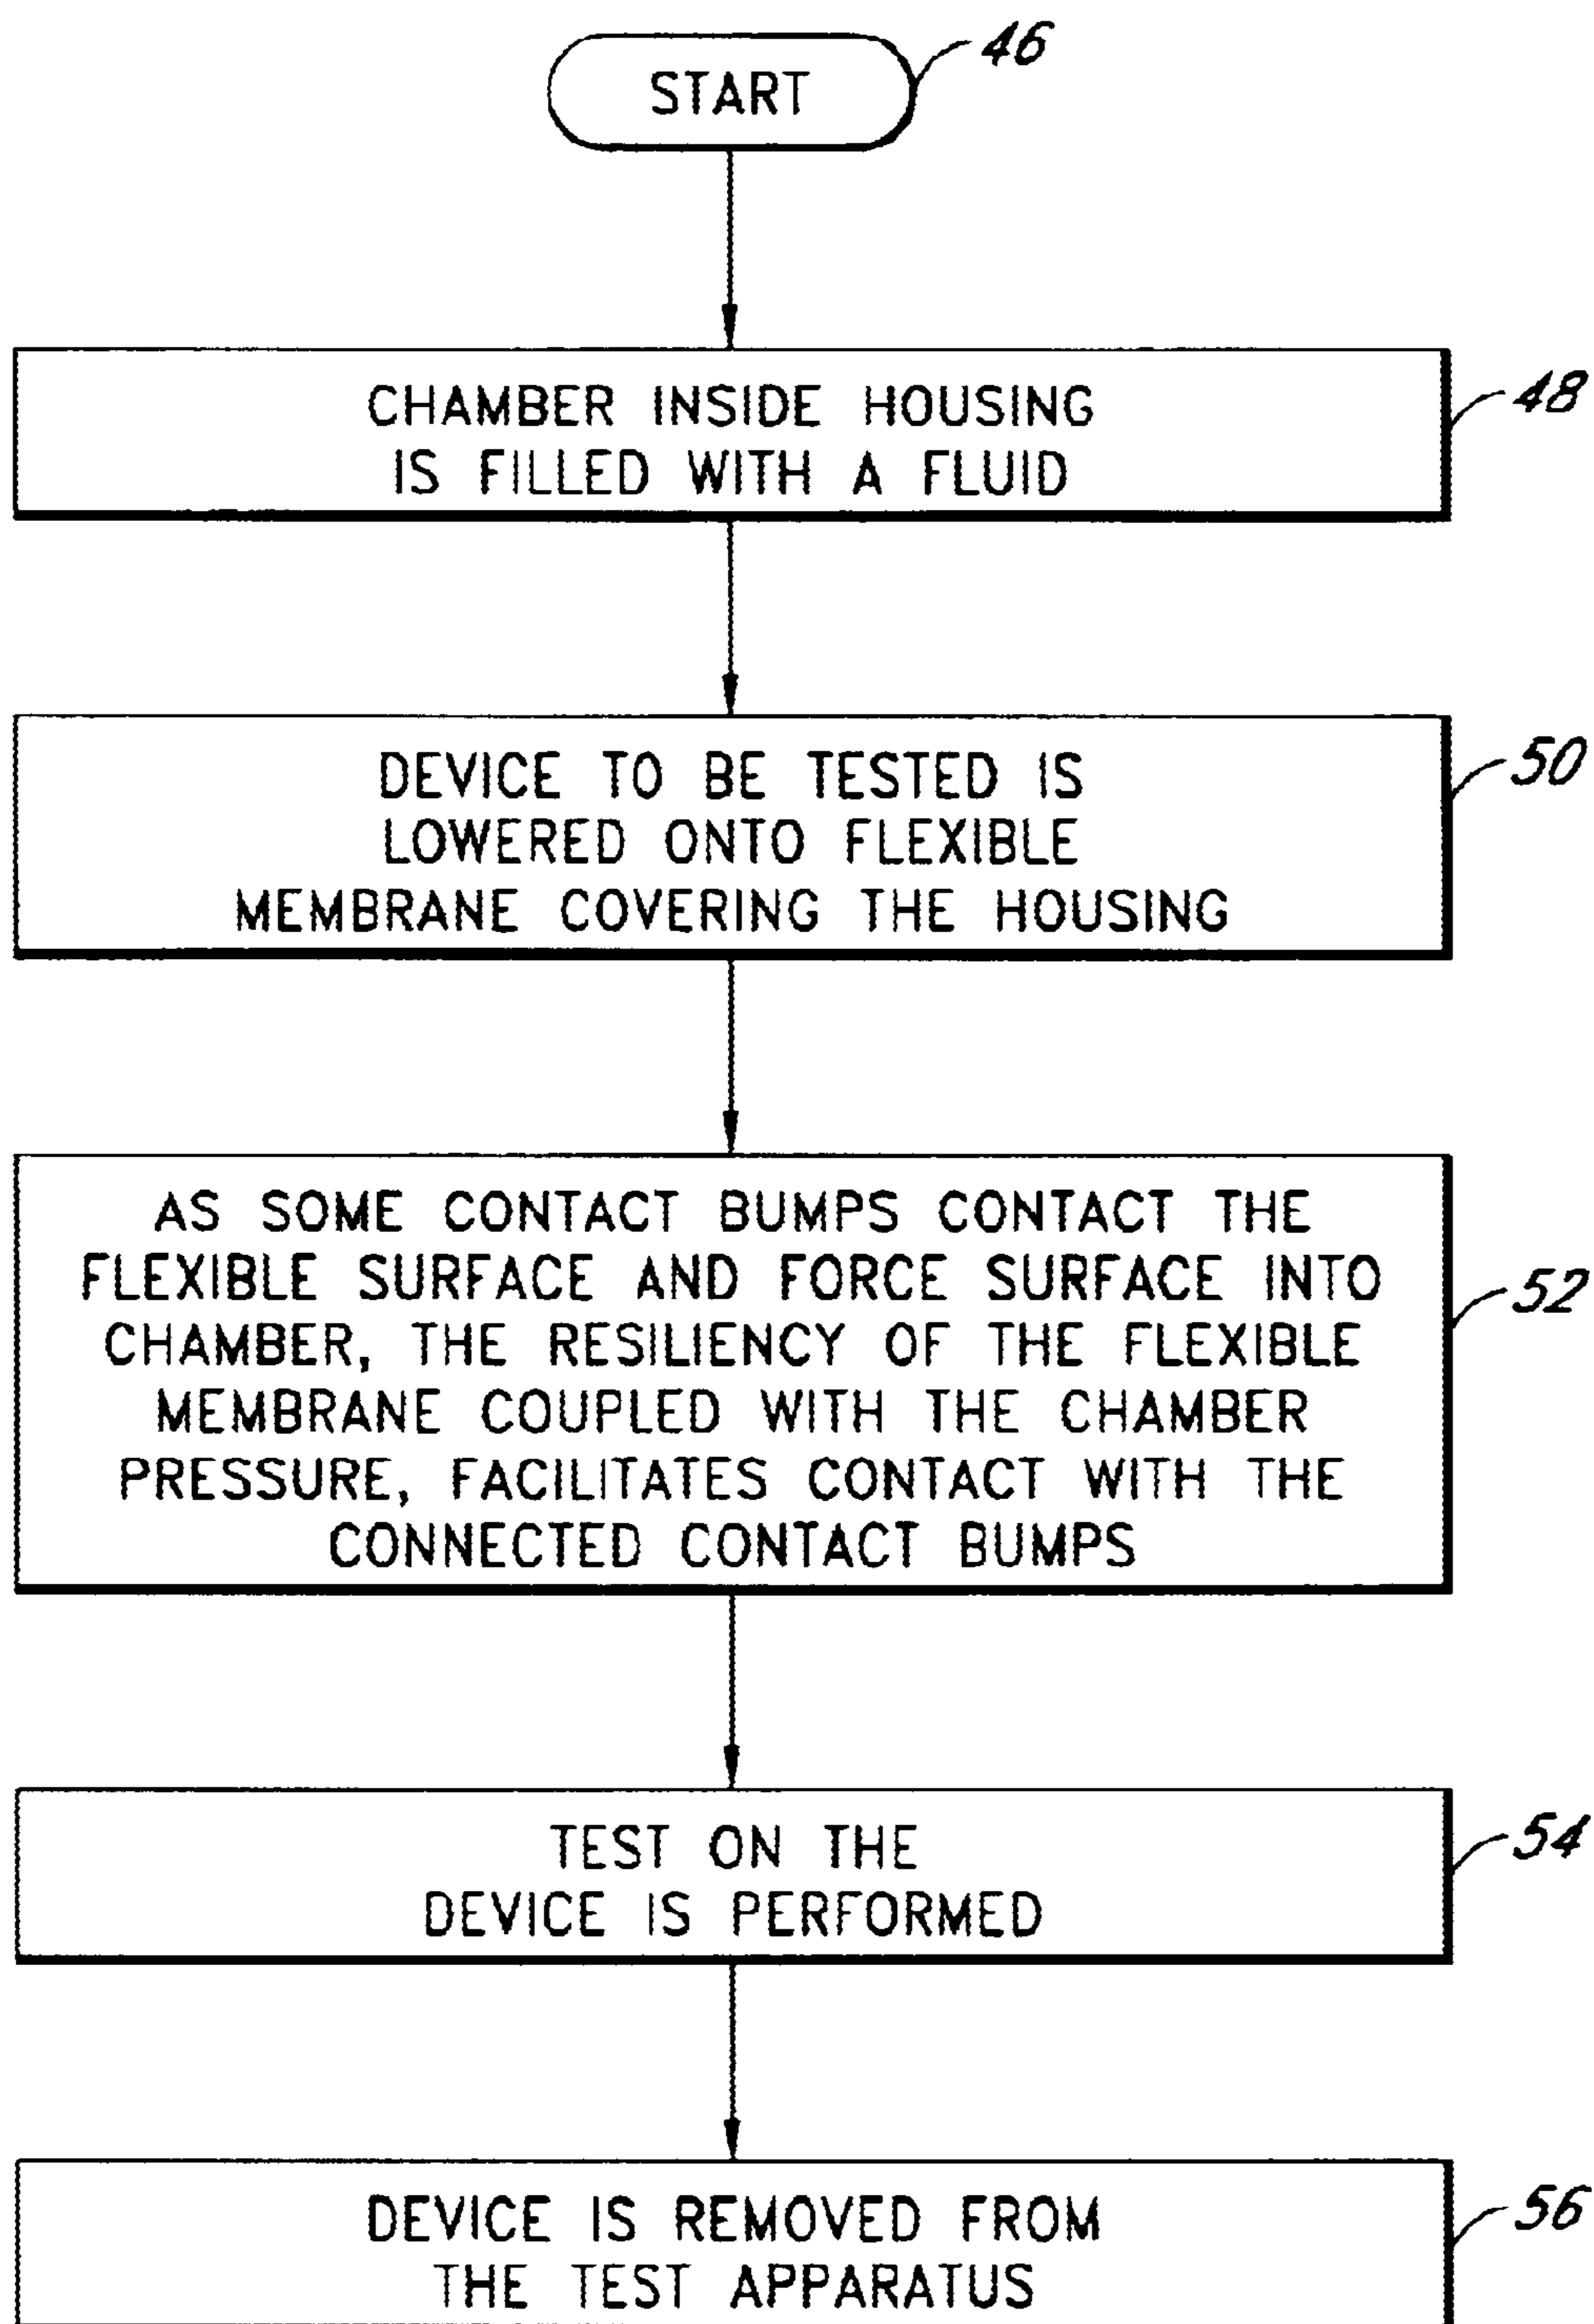 START
46
CHAMBER INSIDE HOUSING
IS FILLED WITH A FLUID
48
DEVICE TO BE TESTED IS
LOWERED ONTO FLEXIBLE
MEMBRANE COVERING THE HOUSING
50
AS SOME CONTACT BUMPS CONTACT THE
FLEXIBLE SURFACE AND FORCE SURFACE INTO
CHAMBER, THE RESILIENCY OF THE FLEXIBLE
MEMBRANE COUPLED WITH THE CHAMBER
PRESSURE, FACILITATES CONTACT WITH THE
CONNECTED CONTACT BUMPS
52
TEST ON THE
DEVICE IS PERFORMED
54
DEVICE IS REMOVED FROM
THE TEST APPARATUS
56